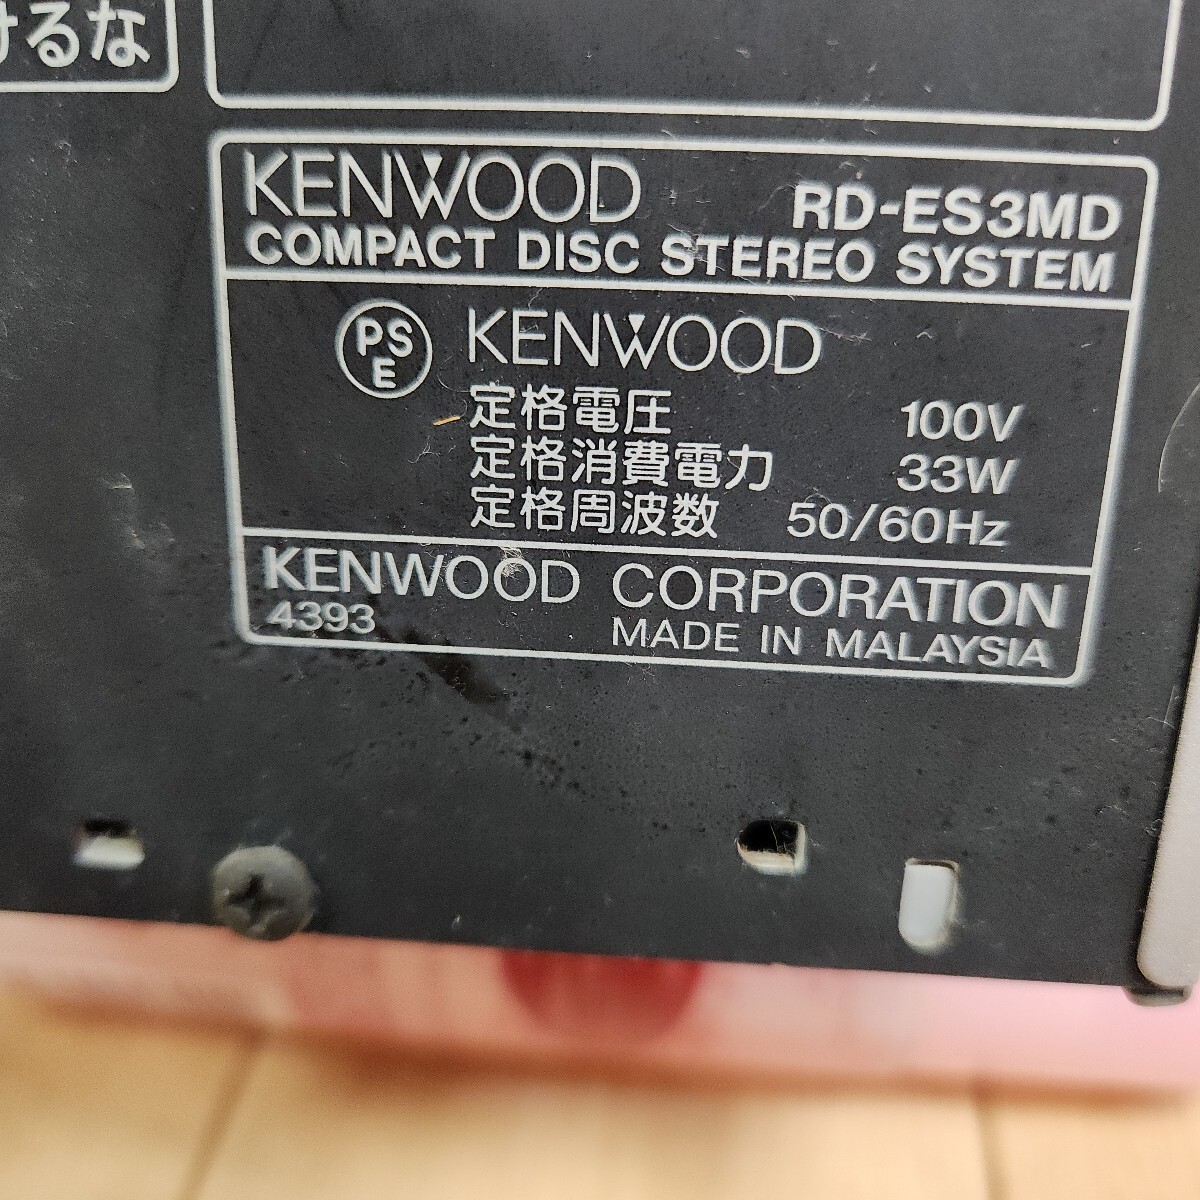 けるな
KENWOOD RD-ES3MD
COMPACT DISC STEREO SYSTEM
PS
E
KENWOOD
定格電圧 100V
定格消費電力 33W
定格周波数 50/60Hz
KENWOOD CORPORATION
4393 MADE IN MALAYSIA